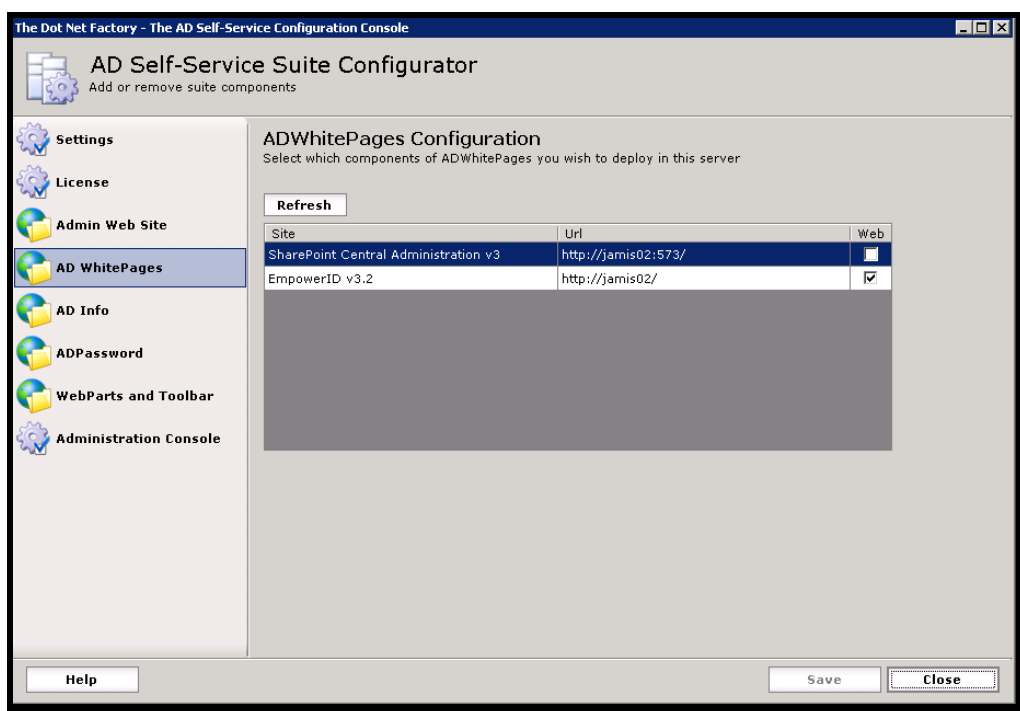 The Dot Net Factory - The AD Self-Service Configuration Console
AD Self-Service Suite Configurator
Add or remove suite components
Settings
License
Admin Web Site
AD WhitePages
AD Info
ADPassword
WebParts and Toolbar
Administration Console
ADWhitePages Configuration
Select which components of ADWhitePages you wish to deploy in this server
Refresh
Site Url Web
SharePoint Central Administration v3 http://jamis02:573/
EmpowerID v3.2 http://jamis02/
Help Save Close